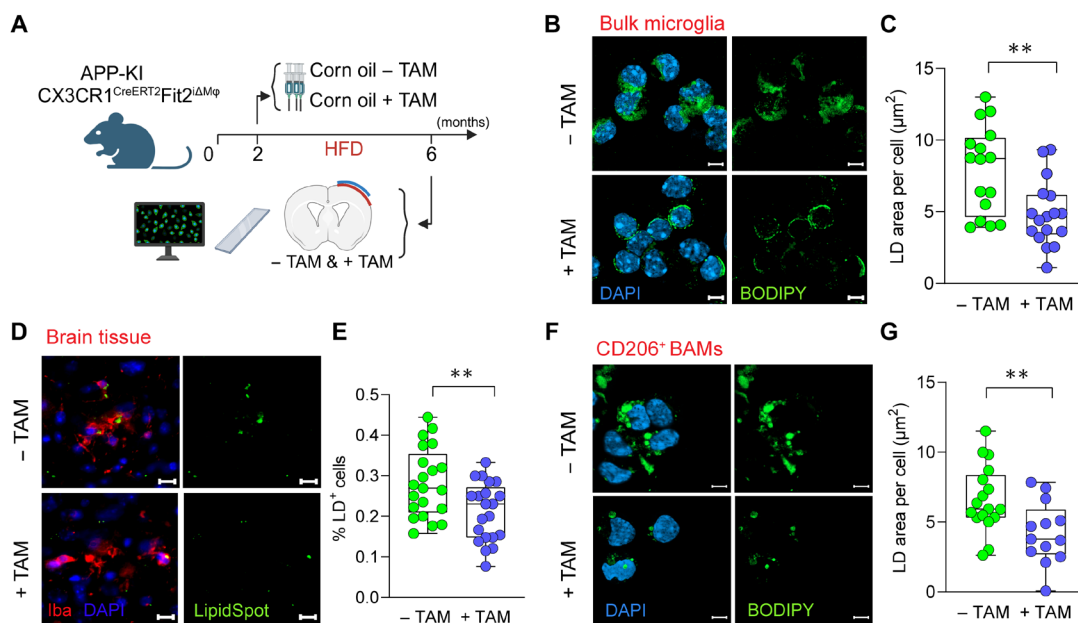 A
APP-KI
CX3CR1^CreERT2Fit2^iΔMφ
Corn oil – TAM
Corn oil + TAM
(months)
0
2
HFD
6
– TAM & + TAM
B
Bulk microglia
– TAM
+ TAM
DAPI
BODIPY
C
**
LD area per cell (µm²)
15
10
5
0
– TAM + TAM
D
Brain tissue
– TAM
+ TAM
Iba DAPI
LipidSpot
E
**
% LD⁺ cells
0.5
0.4
0.3
0.2
0.1
0.0
– TAM + TAM
F
CD206⁺ BAMs
– TAM
+ TAM
DAPI
BODIPY
G
**
LD area per cell (µm²)
15
10
5
0
– TAM + TAM